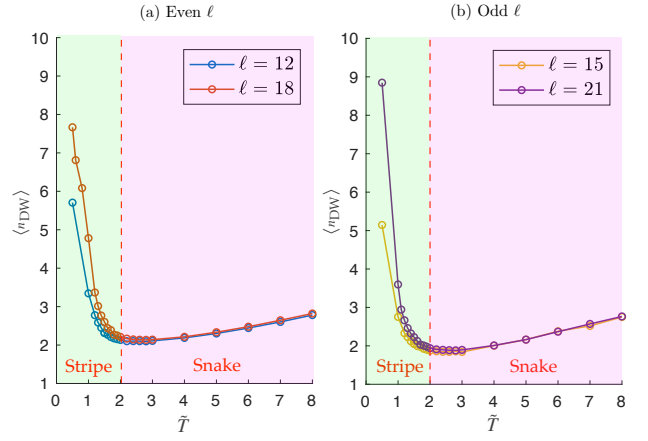 (a) Even ℓ
10
9
8
7
6
5
4
3
2
1
⟨n_DW⟩
ℓ = 12
ℓ = 18
Stripe
Snake
0 1 2 3 4 5 6 7 8
T̃
(b) Odd ℓ
10
9
8
7
6
5
4
3
2
1
⟨n_DW⟩
ℓ = 15
ℓ = 21
Stripe
Snake
0 1 2 3 4 5 6 7 8
T̃